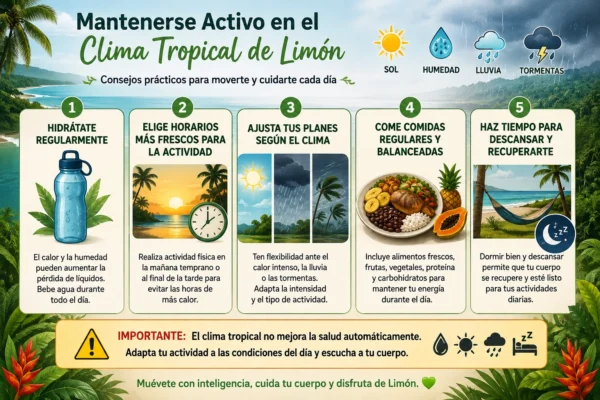 Mantenerse Activo en el
Clima Tropical de Limón
Consejos prácticos para moverte y cuidarte cada día
SOL
HUMEDAD
LLUVIA
TORMENTAS
1
HIDRÁTATE
REGULARMENTE
El calor y la humedad
pueden aumentar la
pérdida de líquidos.
Bebe agua durante
todo el día.
2
ELIGE HORARIOS
MÁS FRESCOS PARA
LA ACTIVIDAD
Realiza actividad física en
la mañana temprano o
al final de la tarde para
evitar las horas de
más calor.
3
AJUSTA TUS PLANES
SEGÚN EL CLIMA
Ten flexibilidad ante el
calor intenso, la lluvia
o las tormentas.
Adapta la intensidad
y el tipo de actividad.
4
COME COMIDAS
REGULARES Y
BALANCEADAS
Incluye alimentos frescos,
frutas, vegetales, proteína
y carbohidratos para
mantener tu energía
durante el día.
5
HAZ TIEMPO PARA
DESCANSAR Y
RECUPERARTE
zzz
Dormir bien y descansar
permite que tu cuerpo
se recupere y esté listo
para tus actividades
diarias.
IMPORTANTE: El clima tropical no mejora la salud automáticamente.
Adapta tu actividad a las condiciones del día y escucha a tu cuerpo.
zZ
Muévete con inteligencia, cuida tu cuerpo y disfruta de Limón.